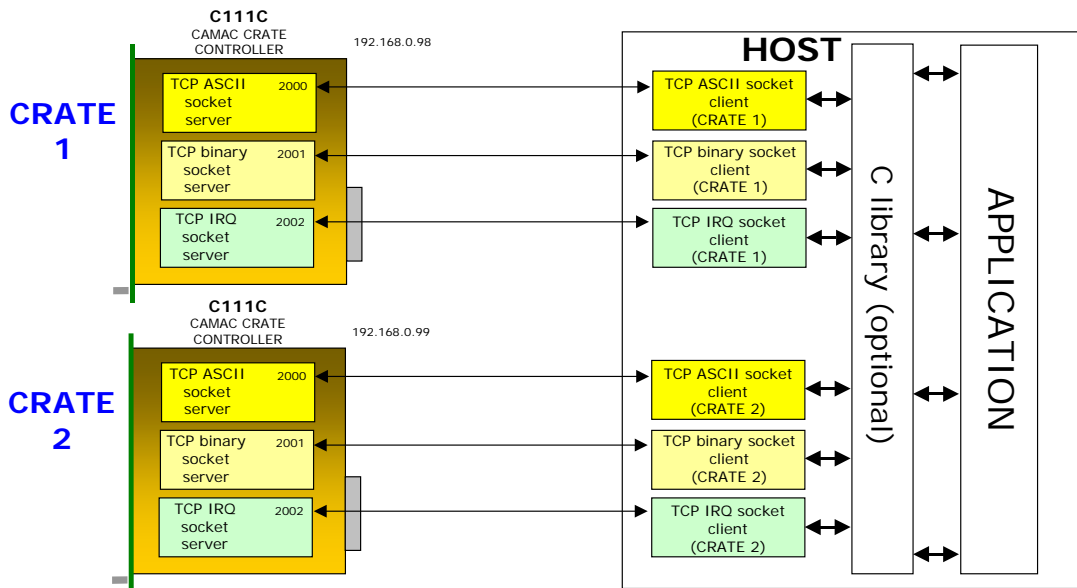 C111C
CAMAC CRATE
CONTROLLER
192.168.0.98
CRATE
1
TCP ASCII
socket
server
2000
TCP binary
socket
server
2001
TCP IRQ
socket
server
2002
C111C
CAMAC CRATE
CONTROLLER
192.168.0.99
CRATE
2
TCP ASCII
socket
server
2000
TCP binary
socket
server
2001
TCP IRQ
socket
server
2002
HOST
TCP ASCII socket
client
(CRATE 1)
TCP binary socket
client
(CRATE 1)
TCP IRQ socket
client
(CRATE 1)
TCP ASCII socket
client
(CRATE 2)
TCP binary socket
client
(CRATE 2)
TCP IRQ socket
client
(CRATE 2)
C library (optional)
APPLICATION